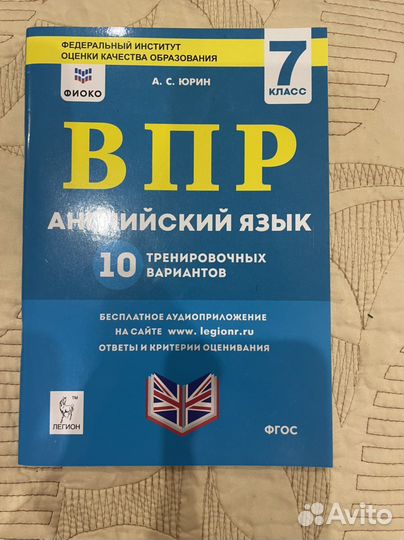 ФЕДЕРАЛЬНЫЙ ИНСТИТУТ
ОЦЕНКИ КАЧЕСТВА ОБРАЗОВАНИЯ
7
КЛАСС
ФИОКО
А. С. ЮРИН
ВПР
АНГЛИЙСКИЙ ЯЗЫК
10 ТРЕНИРОВОЧНЫХ
ВАРИАНТОВ
БЕСПЛАТНОЕ АУДИОПРИЛОЖЕНИЕ
НА САЙТЕ www. legionr.ru
ОТВЕТЫ И КРИТЕРИИ ОЦЕНИВАНИЯ
TM
ЛЕГИОН
ФГОС
Avito